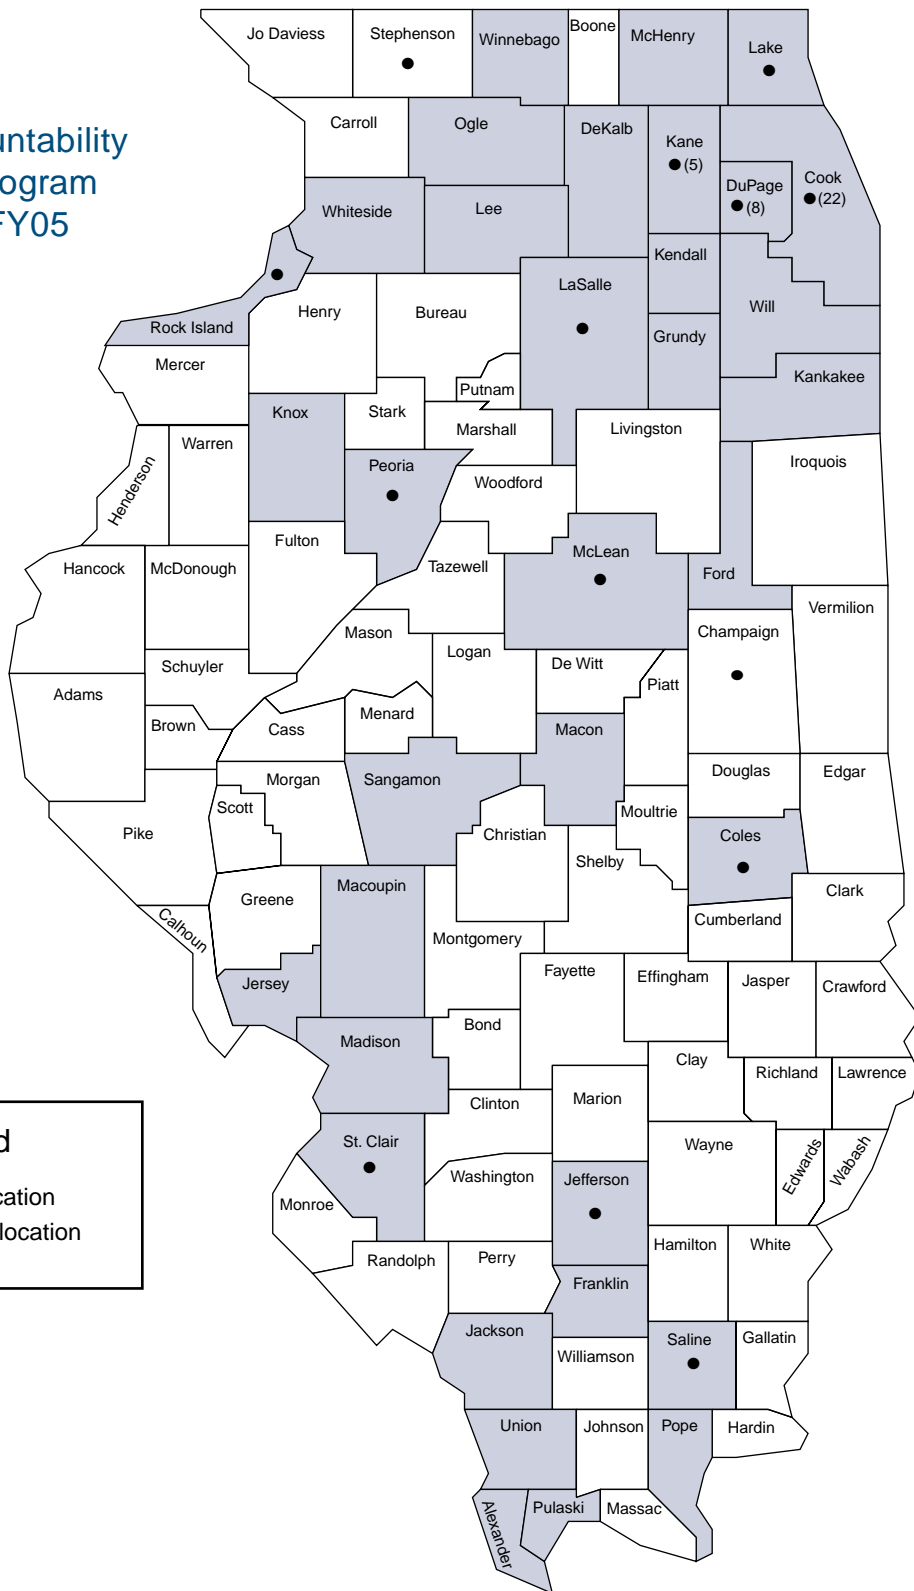 untability
ogram
FY05
Jo Daviess
Stephenson
Winnebago
Boone
McHenry
Lake
Carroll
Ogle
DeKalb
Kane
(5)
DuPage
(8)
Cook
(22)
Whiteside
Lee
Kendall
LaSalle
Will
Rock Island
Henry
Bureau
Grundy
Mercer
Putnam
Kankakee
Knox
Stark
Marshall
Livingston
Warren
Henderson
Peoria
Woodford
Iroquois
Fulton
McLean
Hancock
McDonough
Tazewell
Ford
Vermilion
Mason
Champaign
Logan
De Witt
Schuyler
Piatt
Adams
Menard
Brown
Cass
Macon
Morgan
Sangamon
Douglas
Edgar
Scott
Moultrie
Pike
Christian
Coles
Shelby
Macoupin
Clark
Greene
Cumberland
Calhoun
Montgomery
Fayette
Effingham
Jasper
Crawford
Jersey
Bond
Madison
Clay
Richland
Lawrence
Clinton
Marion
d
St. Clair
Wayne
Edwards
Wabash
cation
Washington
Jefferson
location
Monroe
Randolph
Perry
Hamilton
White
Franklin
Jackson
Saline
Gallatin
Williamson
Union
Johnson
Pope
Hardin
Alexander
Pulaski
Massac